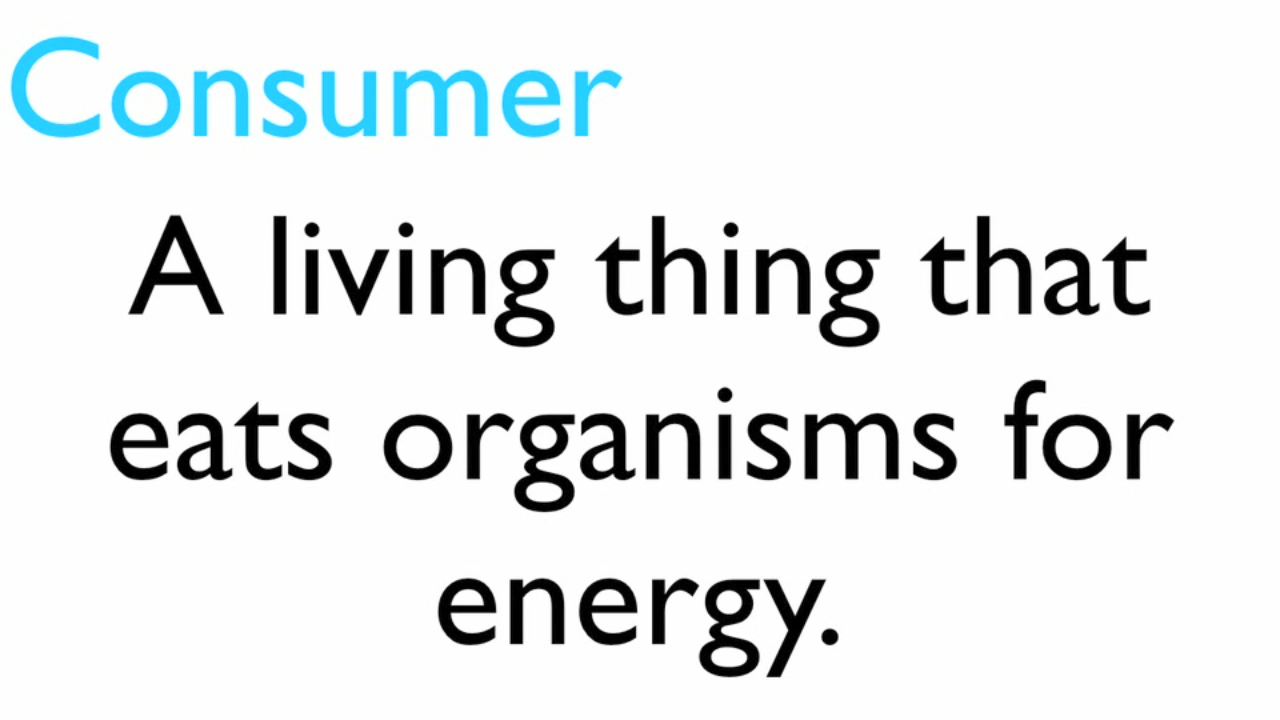 Consumer
A living thing that
eats organisms for
energy.